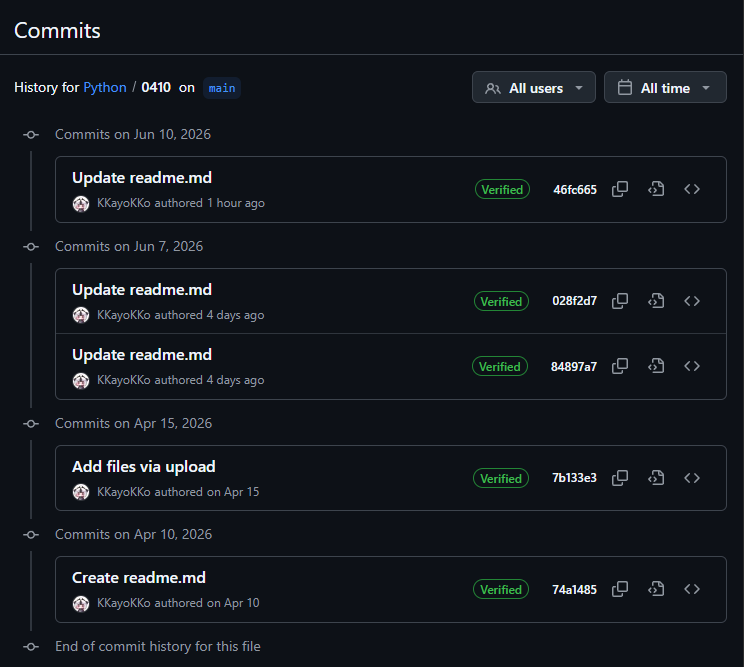 Commits
History for Python / 0410 on main
All users
All time
Commits on Jun 10, 2026
Update readme.md
Verified
46fc665
KKayoKKo authored 1 hour ago
Commits on Jun 7, 2026
Update readme.md
Verified
028f2d7
KKayoKKo authored 4 days ago
Update readme.md
Verified
84897a7
KKayoKKo authored 4 days ago
Commits on Apr 15, 2026
Add files via upload
Verified
7b133e3
KKayoKKo authored on Apr 15
Commits on Apr 10, 2026
Create readme.md
Verified
74a1485
KKayoKKo authored on Apr 10
End of commit history for this file